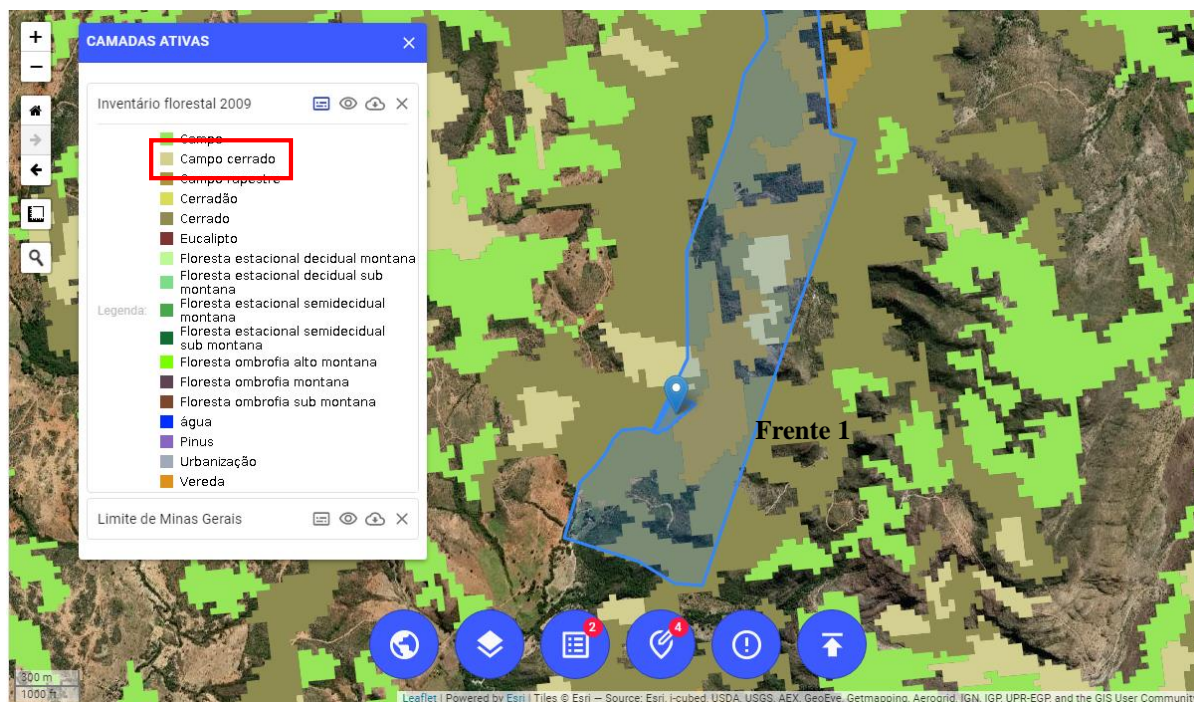 +
CAMADAS ATIVAS
−
Inventário florestal 2009
Campo
Campo cerrado
Campo rupestre
Cerradão
Cerrado
Eucalipto
Floresta estacional decidual montana
Floresta estacional decidual sub
montana
Legenda:
Floresta estacional semidecidual
montana
Floresta estacional semidecidual
sub montana
Floresta ombrofia alto montana
Floresta ombrofia montana
Floresta ombrofia sub montana
água
Pinus
Urbanização
Vereda
Limite de Minas Gerais
Frente 1
2
4
300 m
1000 ft
Leaflet | Powered by Esri | Tiles © Esri — Source: Esri, i-cubed, USDA, USGS, AEX, GeoEye, Getmapping, Aerogrid, IGN, IGP, UPR-EGP, and the GIS User Community